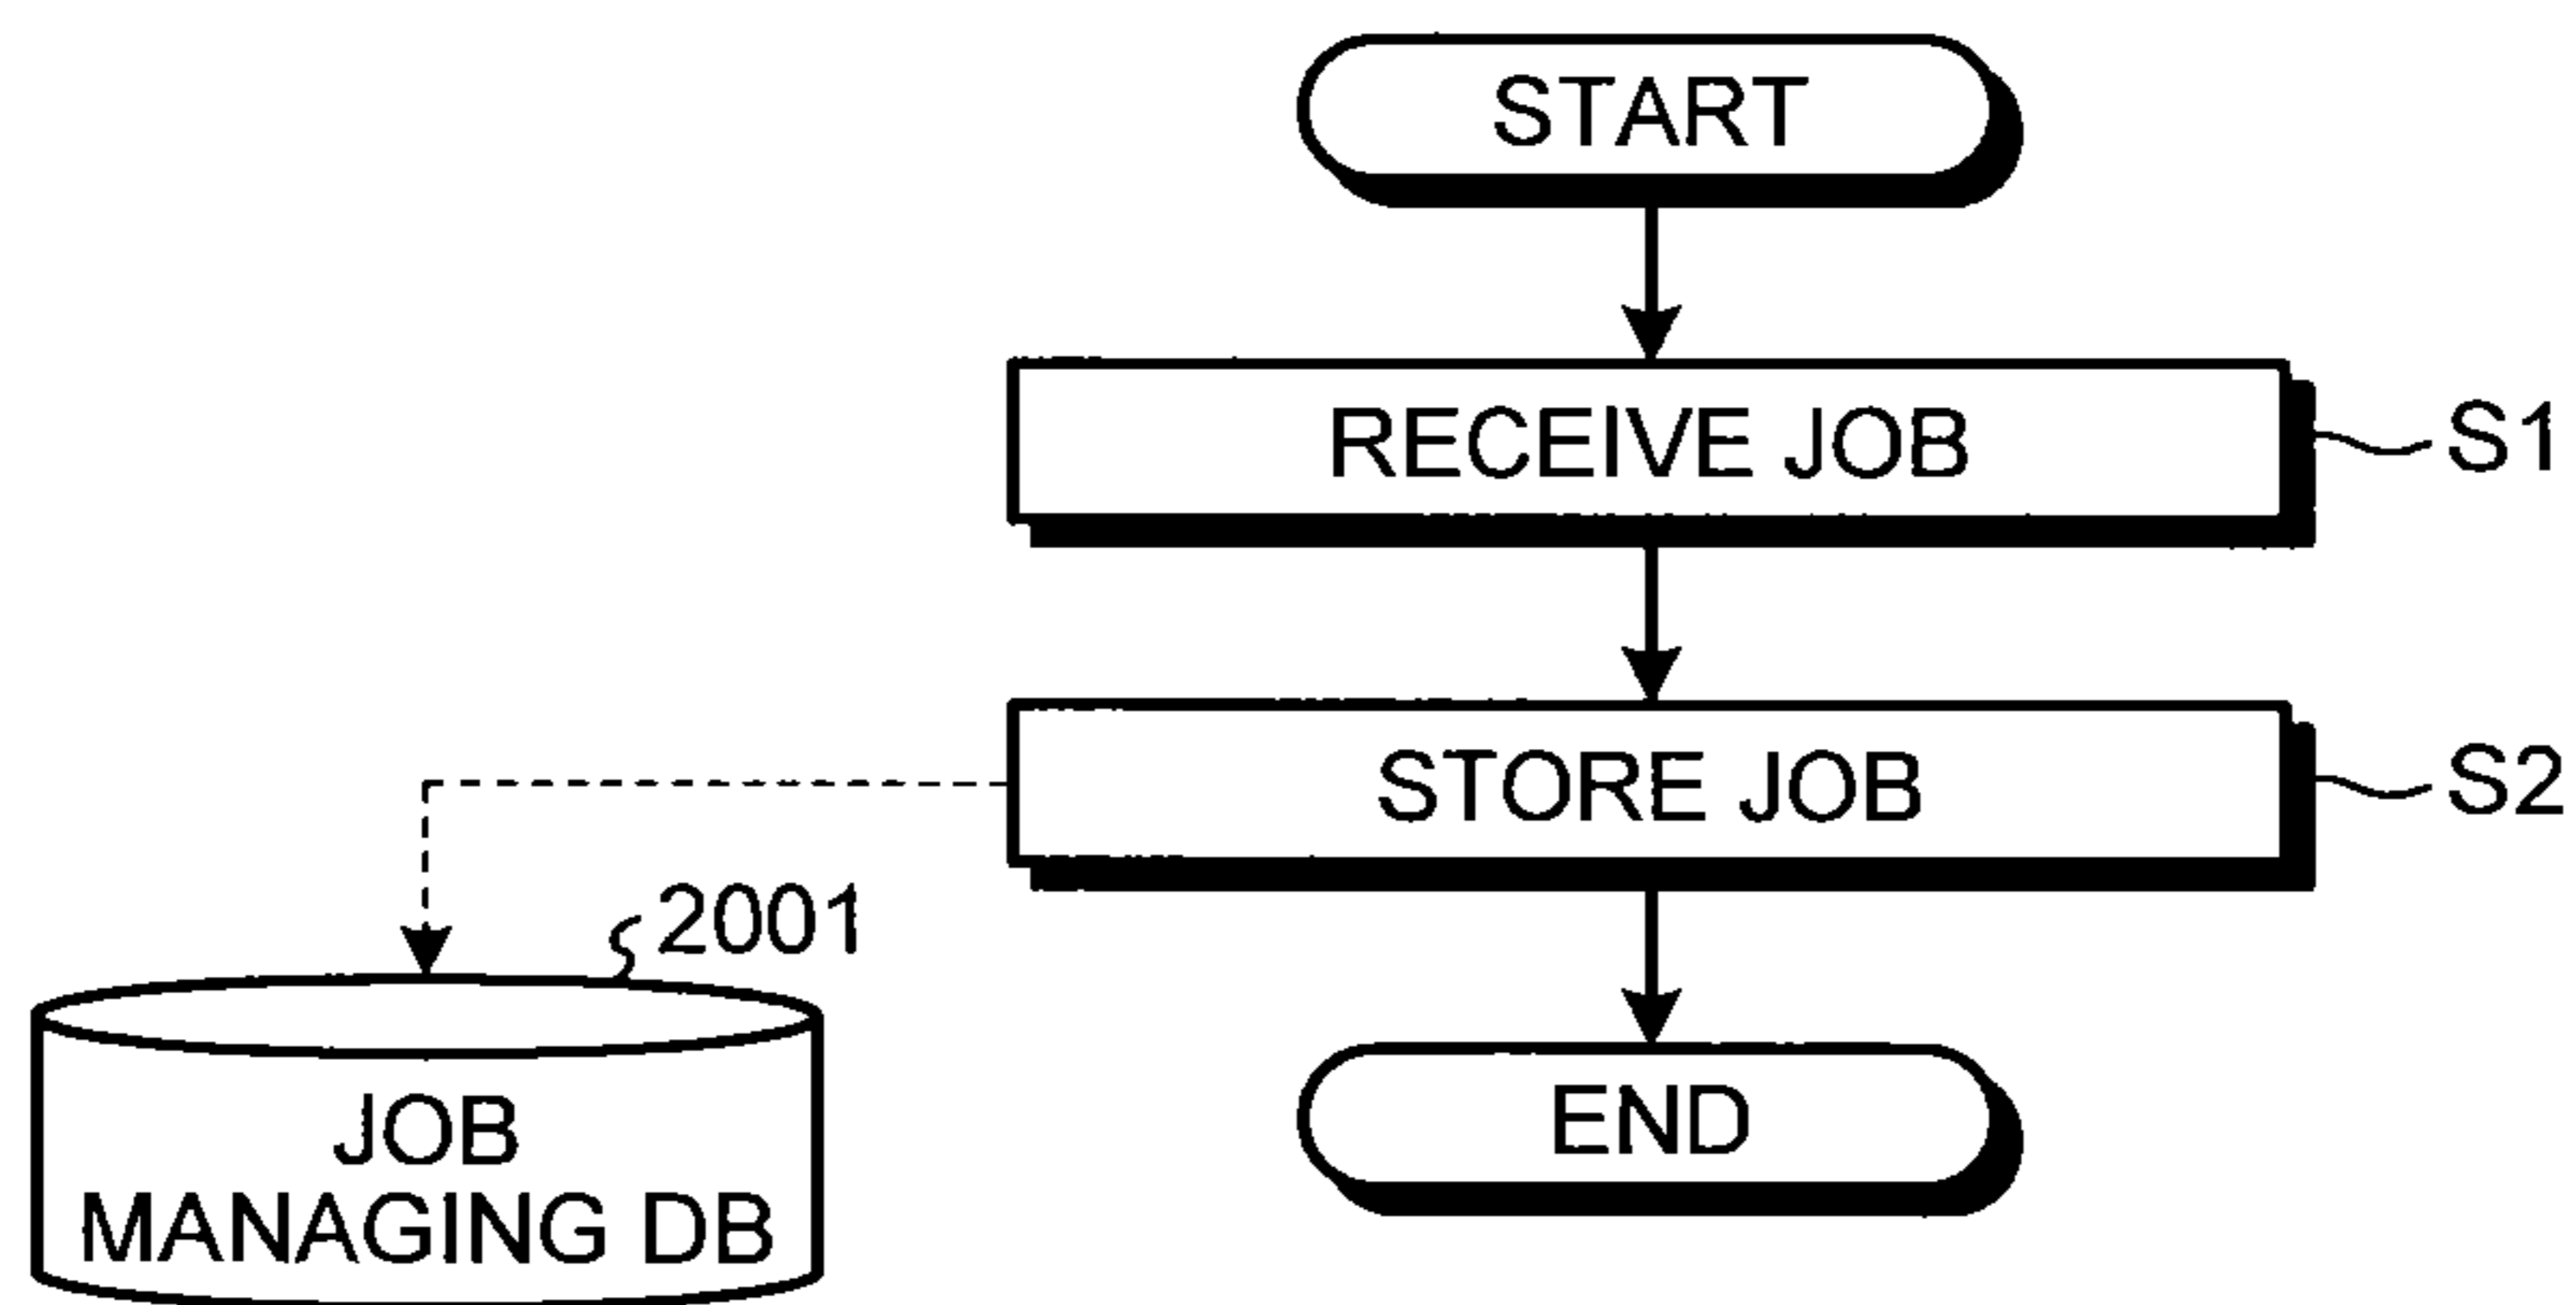 START
RECEIVE JOB
S1
STORE JOB
S2
2001
JOB
MANAGING DB
END